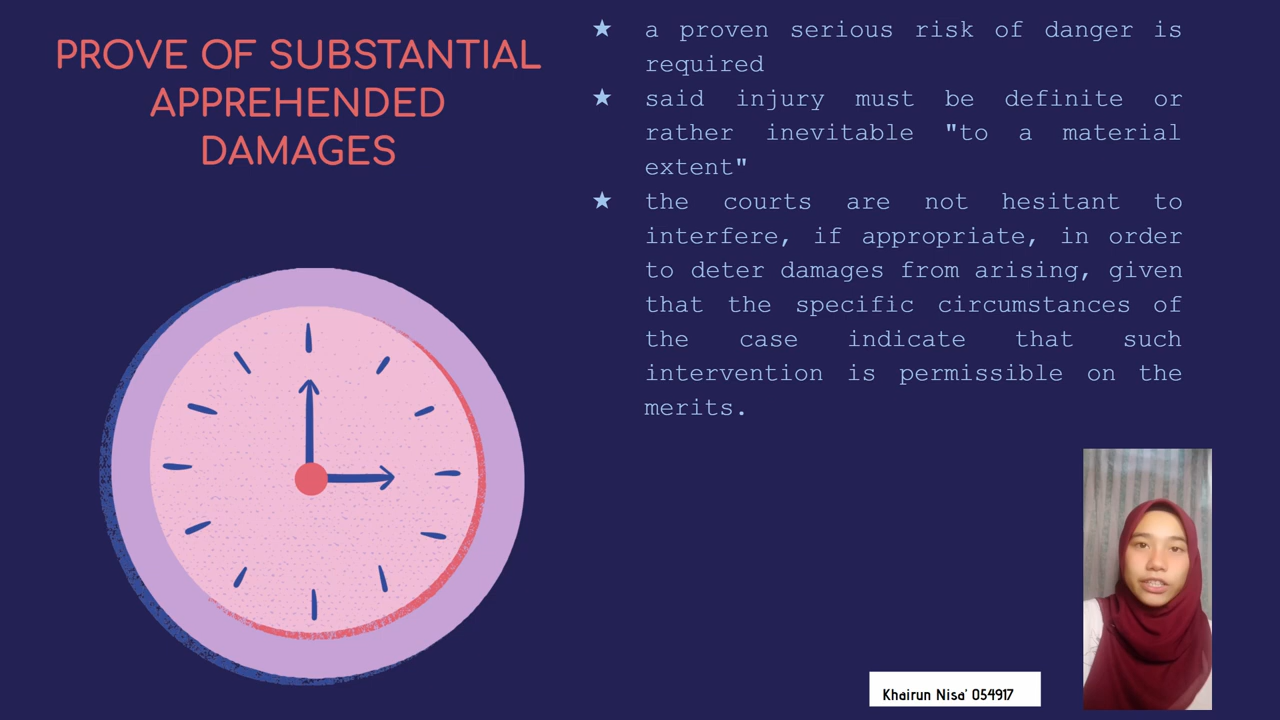 PROVE OF SUBSTANTIAL
APPREHENDED
DAMAGES
★ a proven serious risk of danger is
required
★ said injury must be definite or
rather inevitable "to a material
extent"
★ the courts are not hesitant to
interfere, if appropriate, in order
to deter damages from arising, given
that the specific circumstances of
the case indicate that such
intervention is permissible on the
merits.
Khairun Nisa' 054917